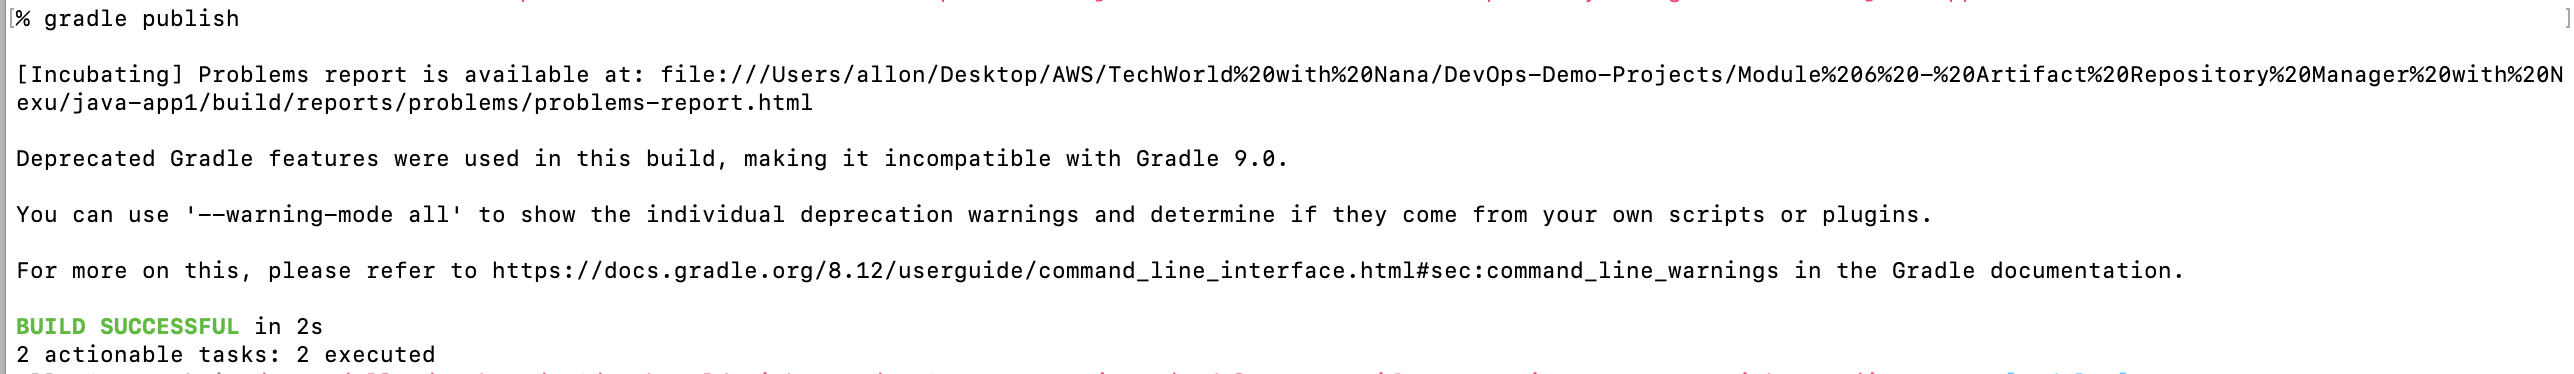 [% gradle publish ]
[Incubating] Problems report is available at: file:///Users/allon/Desktop/AWS/TechWorld%20with%20Nana/DevOps-Demo-Projects/Module%206%20-%20Artifact%20Repository%20Manager%20with%20N
exu/java-app1/build/reports/problems/problems-report.html
Deprecated Gradle features were used in this build, making it incompatible with Gradle 9.0.
You can use '--warning-mode all' to show the individual deprecation warnings and determine if they come from your own scripts or plugins.
For more on this, please refer to https://docs.gradle.org/8.12/userguide/command_line_interface.html#sec:command_line_warnings in the Gradle documentation.
BUILD SUCCESSFUL in 2s
2 actionable tasks: 2 executed